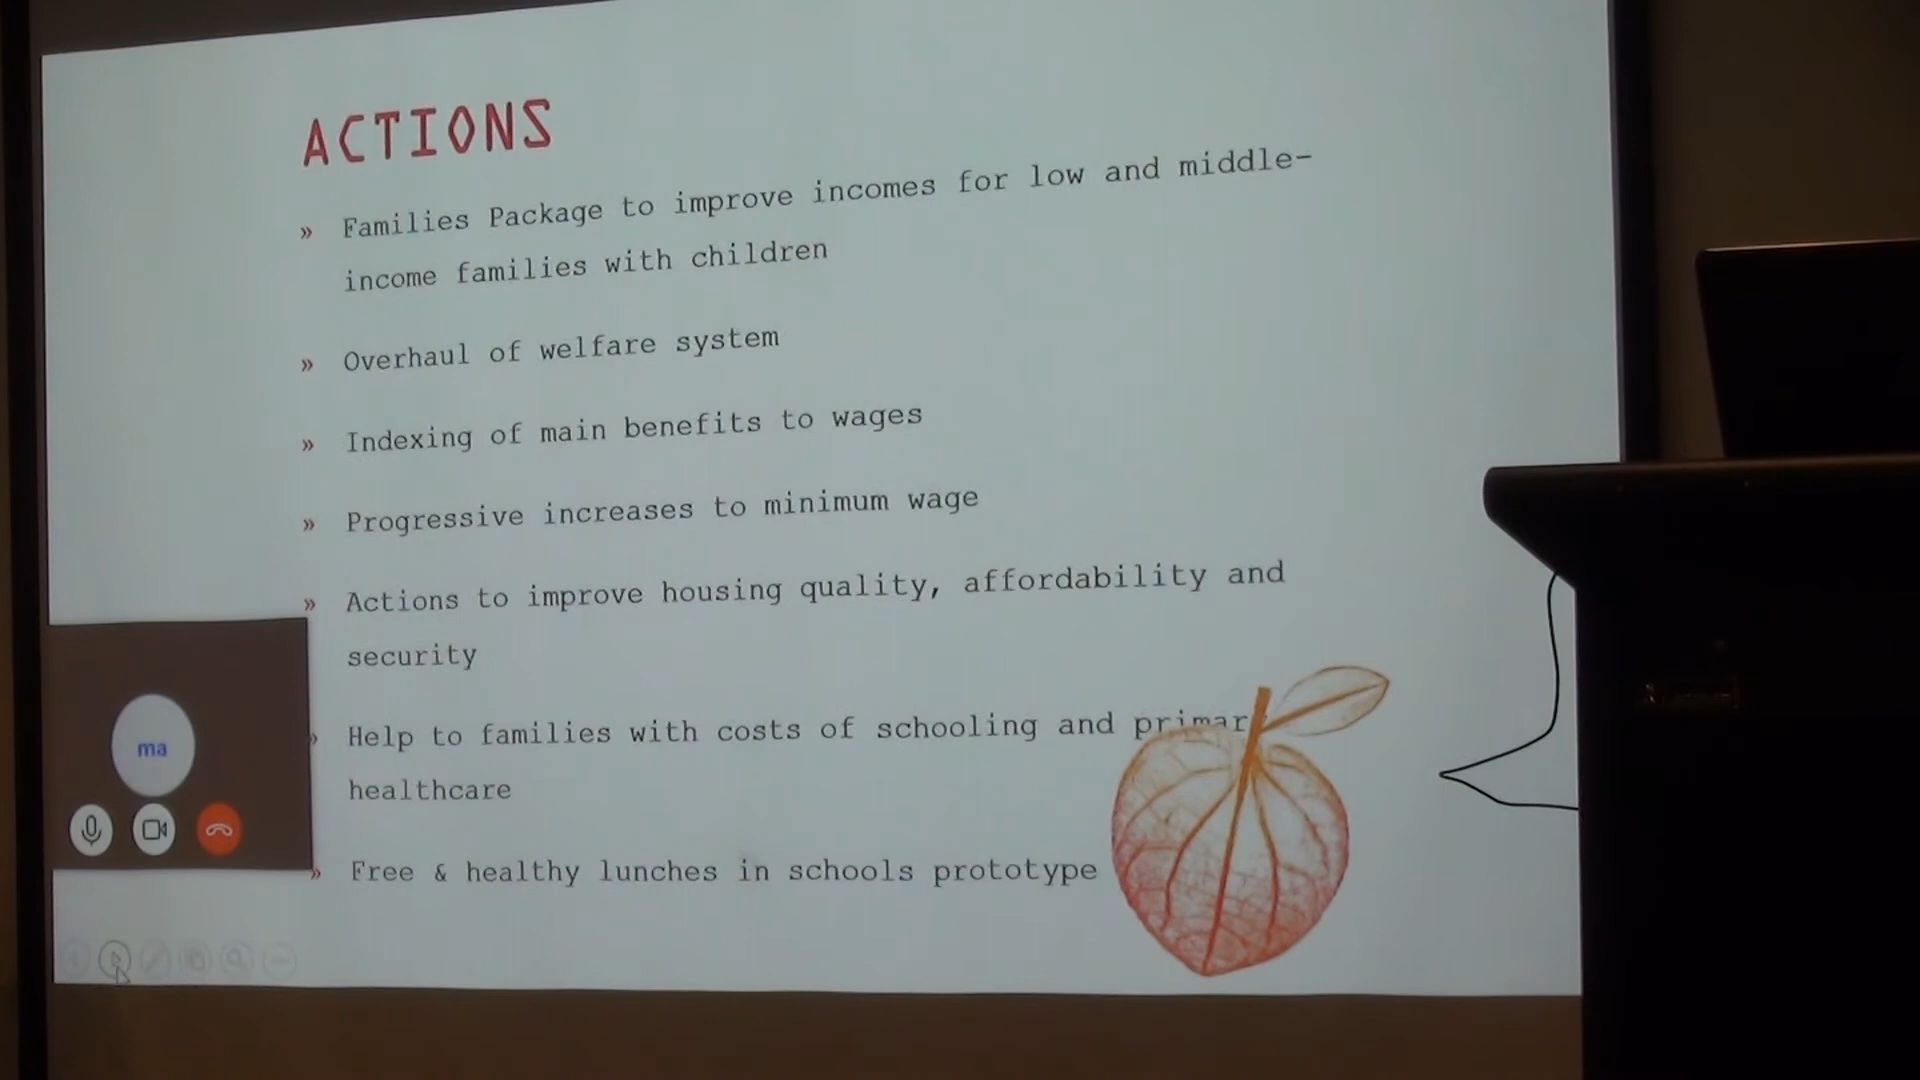 ACTIONS
» Families Package to improve incomes for low and middle-
income families with children
» Overhaul of welfare system
» Indexing of main benefits to wages
» Progressive increases to minimum wage
» Actions to improve housing quality, affordability and
security
» Help to families with costs of schooling and primar
healthcare
» Free & healthy lunches in schools prototype
ma